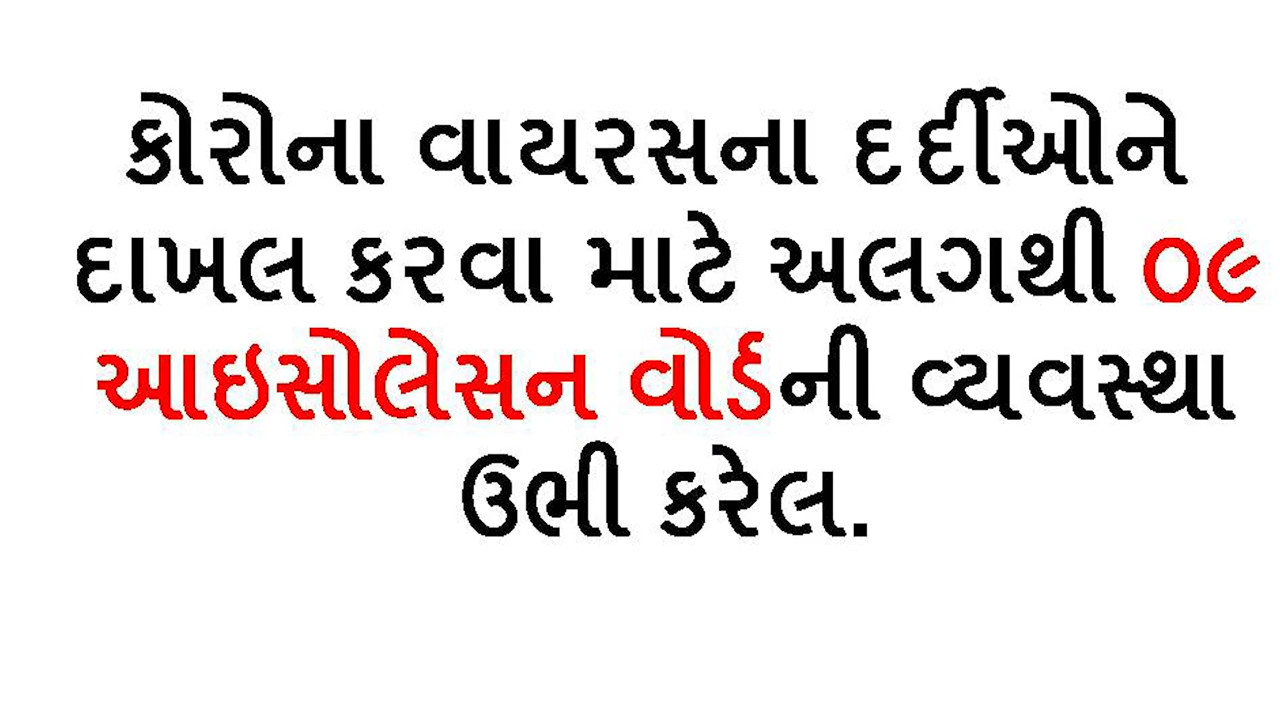 કોરોના વાયરસના દર્દીઓને
દાખલ કરવા માટે અલગથી ૦૯
આઇસોલેસન વોર્ડની વ્યવસ્થા
ઉભી કરેલ.